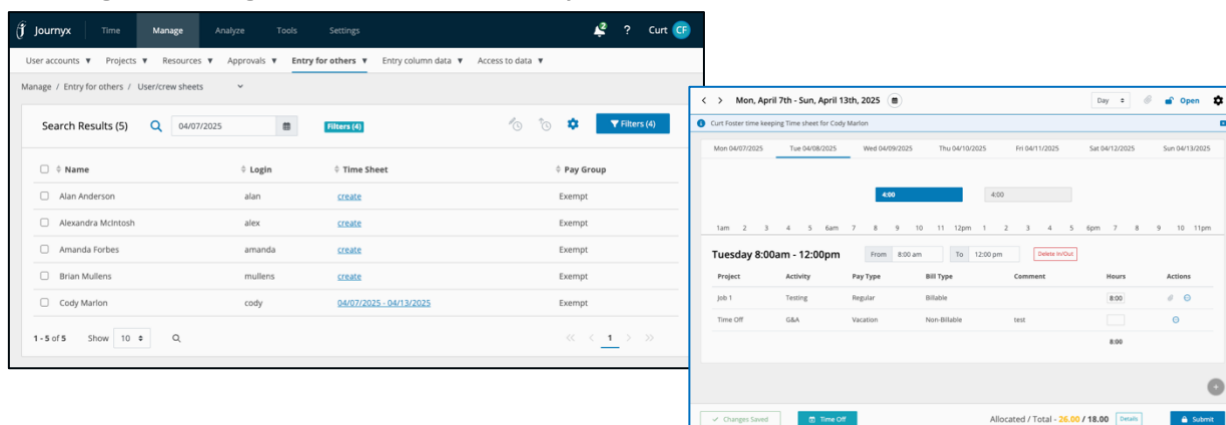 Journyx Time Manage Analyze Tools Settings 2 ? Curt CF
User accounts ▼ Projects ▼ Resources ▼ Approvals ▼ Entry for others ▼ Entry column data ▼ Access to data ▼
Manage / Entry for others / User/crew sheets
Search Results (5) 04/07/2025 Filters (4) Filters (4)
Name Login Time Sheet Pay Group
Alan Anderson alan create Exempt
Alexandra McIntosh alex create Exempt
Amanda Forbes amanda create Exempt
Brian Mullens mullens create Exempt
Cody Marlon cody 04/07/2025 - 04/13/2025 Exempt
1 - 5 of 5 Show 10 << < 1 > >>
< > Mon, April 7th - Sun, April 13th, 2025 Day Open
Curt Foster time keeping Time sheet for Cody Marlon
Mon 04/07/2025 Tue 04/08/2025 Wed 04/09/2025 Thu 04/10/2025 Fri 04/11/2025 Sat 04/12/2025 Sun 04/13/2025
4:00 4:00
1am 2 3 4 5 6am 7 8 9 10 11 12pm 1 2 3 4 5 6pm 7 8 9 10 11pm
Tuesday 8:00am - 12:00pm From 8:00 am To 12:00 pm Delete In/Out
Project Activity Pay Type Bill Type Comment Hours Actions
Job 1 Testing Regular Billable 8:00
Time Off G&A Vacation Non-Billable test
8:00
Changes Saved Time Off Allocated / Total - 26.00 / 18.00 Details Submit